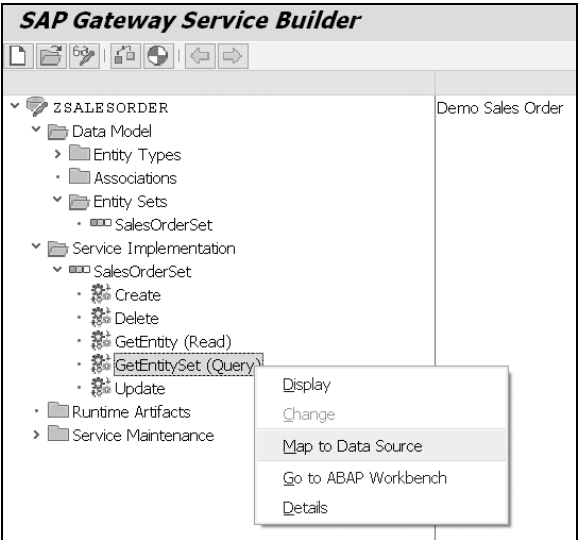 SAP Gateway Service Builder
ZSALESORDER Demo Sales Order
Data Model
Entity Types
Associations
Entity Sets
SalesOrderSet
Service Implementation
SalesOrderSet
Create
Delete
GetEntity (Read)
GetEntitySet (Query)
Update
Runtime Artifacts
Service Maintenance
Display
Change
Map to Data Source
Go to ABAP Workbench
Details